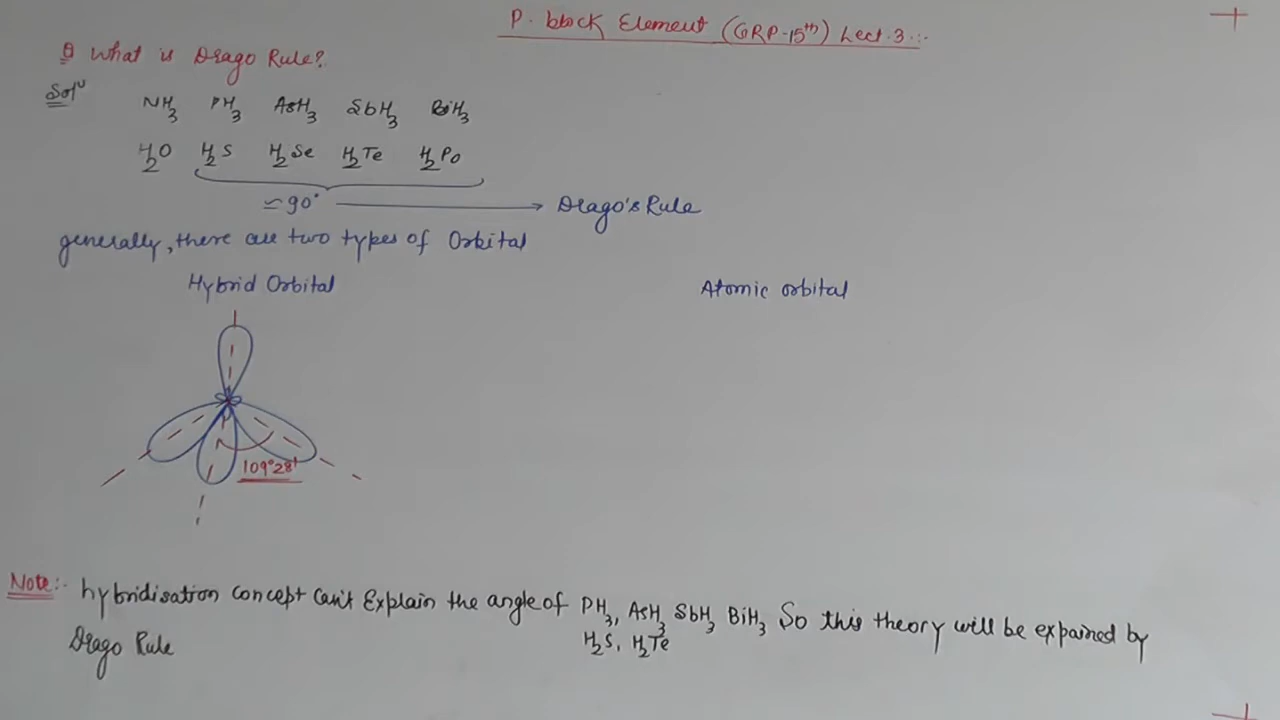 P. block Element (GRP-15th) Lect.3.:-
Q What is Drago Rule?
Solⁿ
NH3 PH3 AsH3 SbH3 BiH3
H2O H2S H2Se H2Te H2Po
≃90° → Drago's Rule
generally, there are two types of Orbital
Hybrid Orbital Atomic orbital
109°28'
Note:- hybridisation concept can't Explain the angle of PH3, AsH3 SbH3 BiH3 So this theory will be expained by
H2S, H2Te
Drago Rule